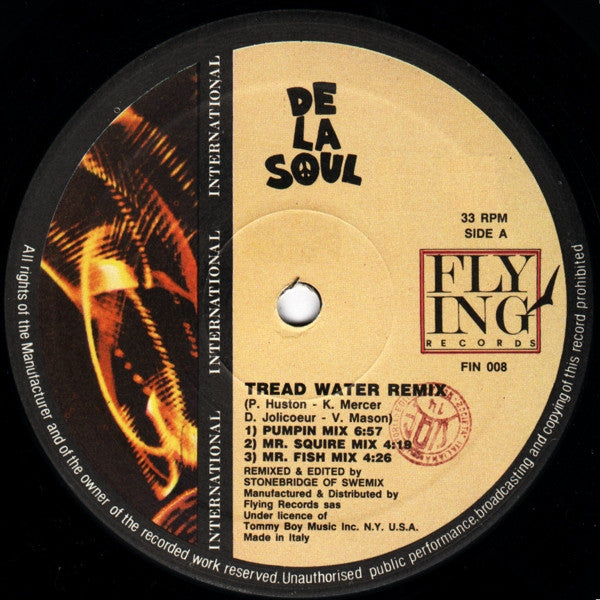 DE
LA
SOUL
INTERNATIONAL
INTERNATIONAL
INTERNATIONAL
33 RPM
SIDE A
FLY
ING
RECORDS
FIN 008
TREAD WATER REMIX
(P. Huston - K. Mercer
D. Jolicoeur - V. Mason)
1) PUMPIN MIX 6:57
2) MR. SQUIRE MIX 4:19
3) MR. FISH MIX 4:26
REMIXED & EDITED BY
STONEBRIDGE OF SWEMIX
Manufactured & Distributed by
Flying Records sas
Under licence of
Tommy Boy Music Inc. N.Y. U.S.A.
Made in Italy
All rights of the Manufacturer and of the owner of the recorded work reserved. Unauthorised public performance, broadcasting and copying of this record prohibited